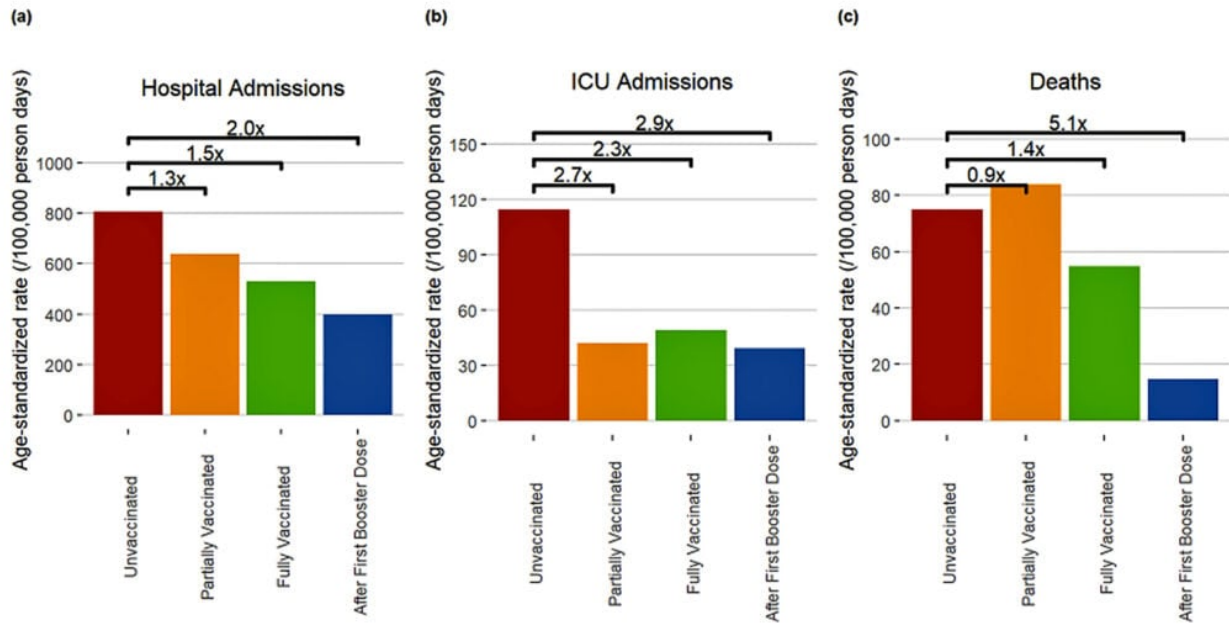 (a)
Hospital Admissions
Age-standardized rate (/100,000 person days)
2.0x
1.5x
1.3x
1000
800
600
400
200
0
Unvaccinated
Partially Vaccinated
Fully Vaccinated
After First Booster Dose
(b)
ICU Admissions
Age-standardized rate (/100,000 person days)
2.9x
2.3x
2.7x
150
120
90
60
30
0
Unvaccinated
Partially Vaccinated
Fully Vaccinated
After First Booster Dose
(c)
Deaths
Age-standardized rate (/100,000 person days)
5.1x
1.4x
0.9x
100
80
60
40
20
0
Unvaccinated
Partially Vaccinated
Fully Vaccinated
After First Booster Dose